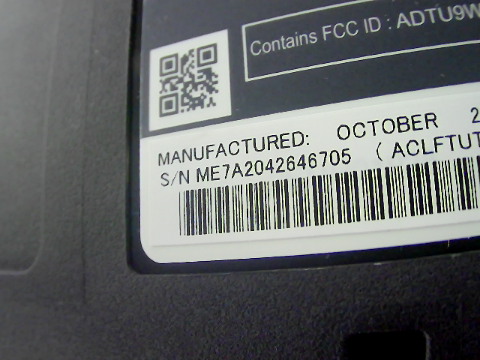 Contains FCC ID : ADTU9W
MANUFACTURED: OCTOBER 2
S/N ME7A2042646705 ( ACLFTUT